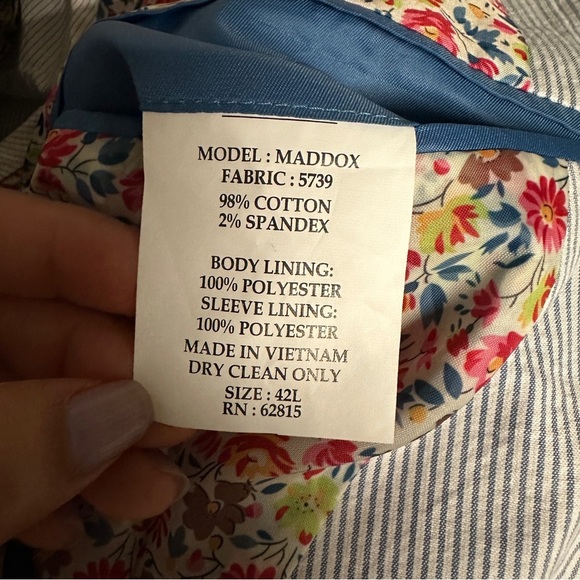 MODEL : MADDOX
FABRIC : 5739
98% COTTON
2% SPANDEX
BODY LINING:
100% POLYESTER
SLEEVE LINING:
100% POLYESTER
MADE IN VIETNAM
DRY CLEAN ONLY
SIZE : 42L
RN : 62815